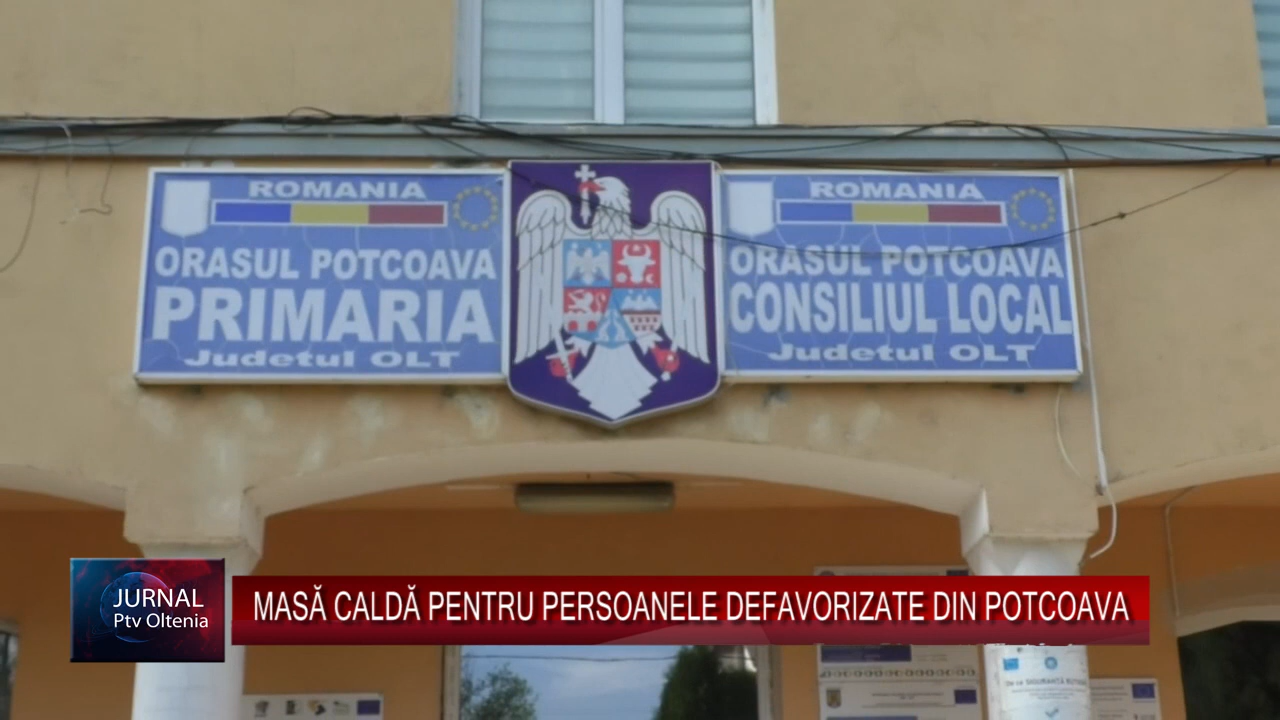 ROMANIA
ORASUL POTCOAVA
PRIMARIA
Judetul OLT
ROMANIA
ORASUL POTCOAVA
CONSILIUL LOCAL
Judetul OLT
JURNAL
Ptv Oltenia
MASĂ CALDĂ PENTRU PERSOANELE DEFAVORIZATE DIN POTCOAVA